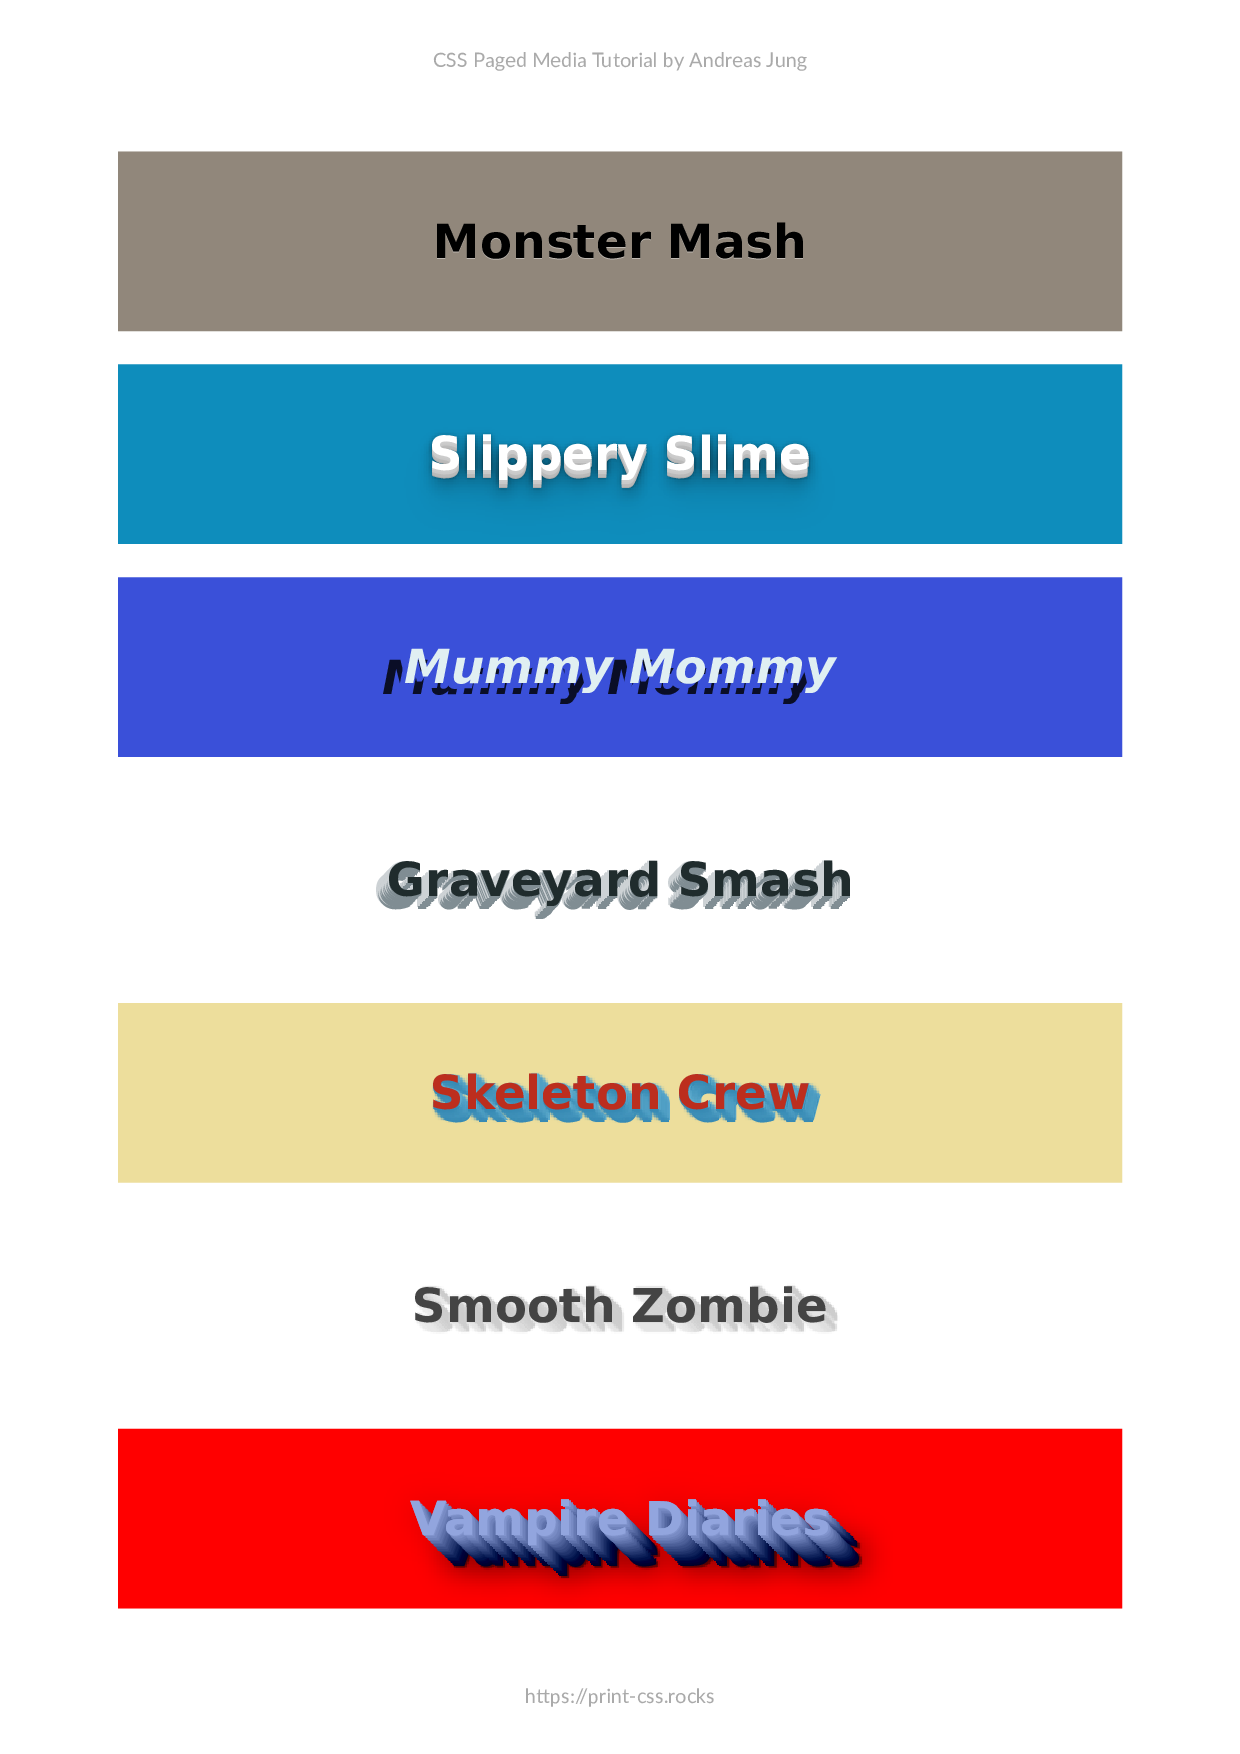 CSS Paged Media Tutorial by Andreas Jung
Monster Mash
Slippery Slime
Mummy Mommy
Graveyard Smash
Skeleton Crew
Smooth Zombie
Vampire Diaries
https://print-css.rocks